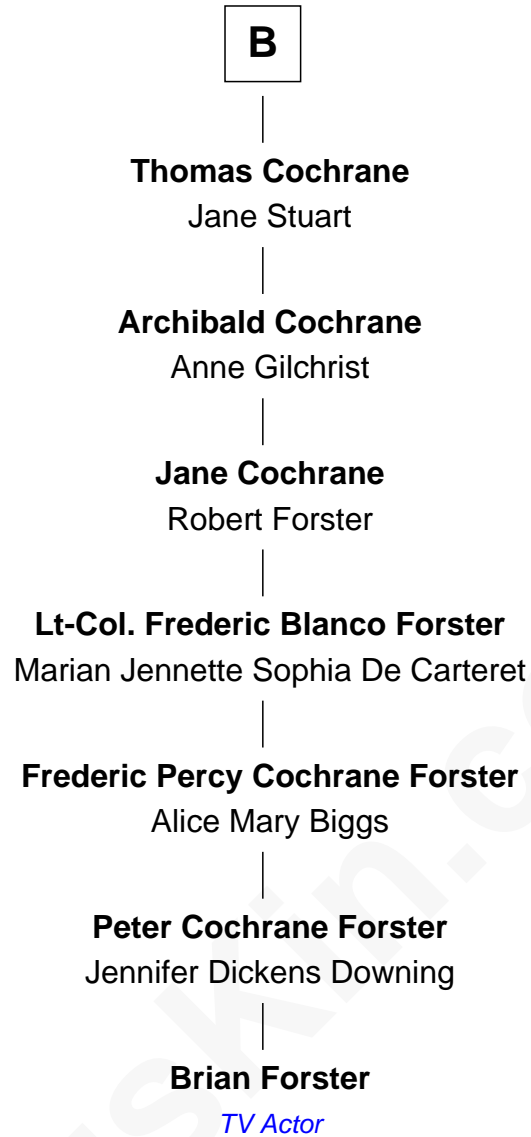 B
Thomas Cochrane
Jane Stuart
Archibald Cochrane
Anne Gilchrist
Jane Cochrane
Robert Forster
Lt-Col. Frederic Blanco Forster
Marian Jennette Sophia De Carteret
Frederic Percy Cochrane Forster
Alice Mary Biggs
Peter Cochrane Forster
Jennifer Dickens Downing
Brian Forster
TV Actor